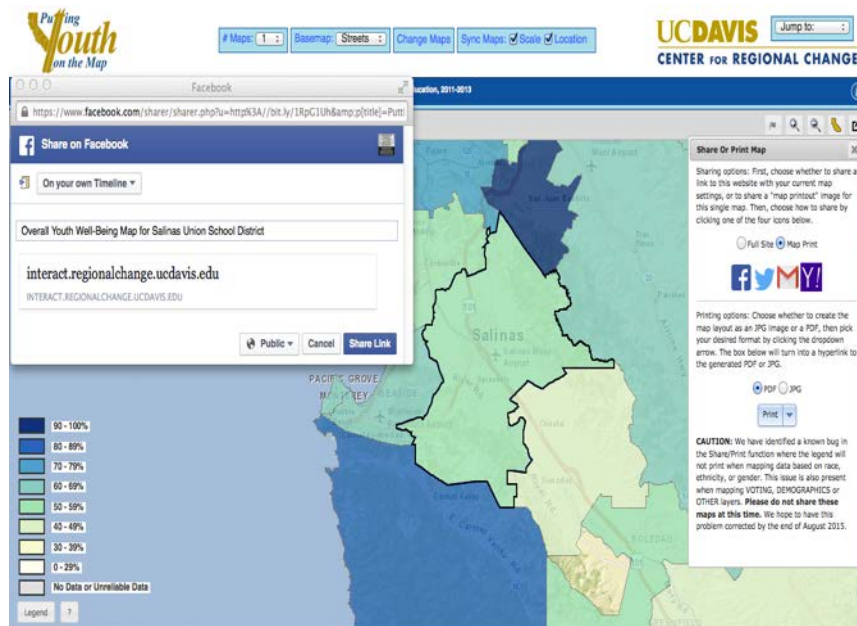 Putting
Youth
on the Map
# Maps: 1
Basemap: Streets
Change Maps
Sync Maps: Scale Location
UCDAVIS
CENTER FOR REGIONAL CHANGE
Jump to:
Facebook
https://www.facebook.com/sharer/sharer.php?u=http%3A//bit.ly/1RpG1Uh&amp;p[title]=Putt
Share on Facebook
On your own Timeline
Overall Youth Well-Being Map for Salinas Union School District
interact.regionalchange.ucdavis.edu
INTERACT.REGIONALCHANGE.UCDAVIS.EDU
Public
Cancel
Share Link
ucation, 2011-2013
Share Or Print Map
Sharing options: First, choose whether to share a
link to this website with your current map
settings, or to share a "map printout" image for
this single map. Then, choose how to share by
clicking one of the four icons below.
Full Site Map Print
Printing options: Choose whether to create the
map layout as an JPG image or a PDF, then pick
your desired format by clicking the dropdown
arrow. The box below will turn into a hyperlink to
the generated PDF or JPG.
PDF JPG
Print
CAUTION: We have identified a known bug in
the Share/Print function where the legend will
not print when mapping data based on race,
ethnicity, or gender. This issue is also present
when mapping VOTING, DEMOGRAPHICS or
OTHER layers. Please do not share these
maps at this time. We hope to have this
problem corrected by the end of August 2015.
Salinas
PACIFIC GROVE
MONTEREY
SEASIDE
SOLEDAD
GREENFIELD
90 - 100%
80 - 89%
70 - 79%
60 - 69%
50 - 59%
40 - 49%
30 - 39%
0 - 29%
No Data or Unreliable Data
Legend
?